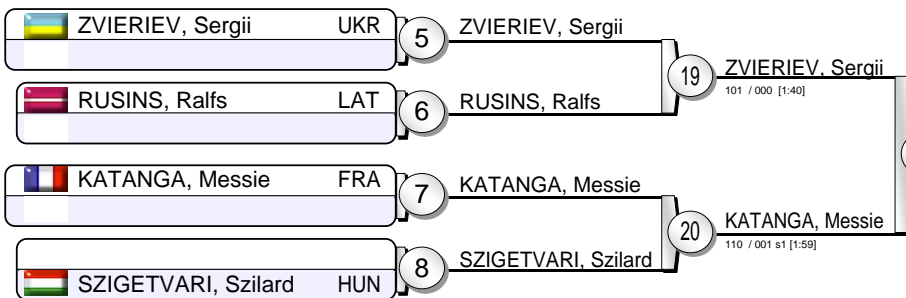 ZVIERIEV, Sergii UKR
5
ZVIERIEV, Sergii
RUSINS, Ralfs LAT
6
RUSINS, Ralfs
19
ZVIERIEV, Sergii
101 / 000 [1:40]
KATANGA, Messie FRA
7
KATANGA, Messie
SZIGETVARI, Szilard HUN
8
SZIGETVARI, Szilard
20
KATANGA, Messie
110 / 001 s1 [1:59]